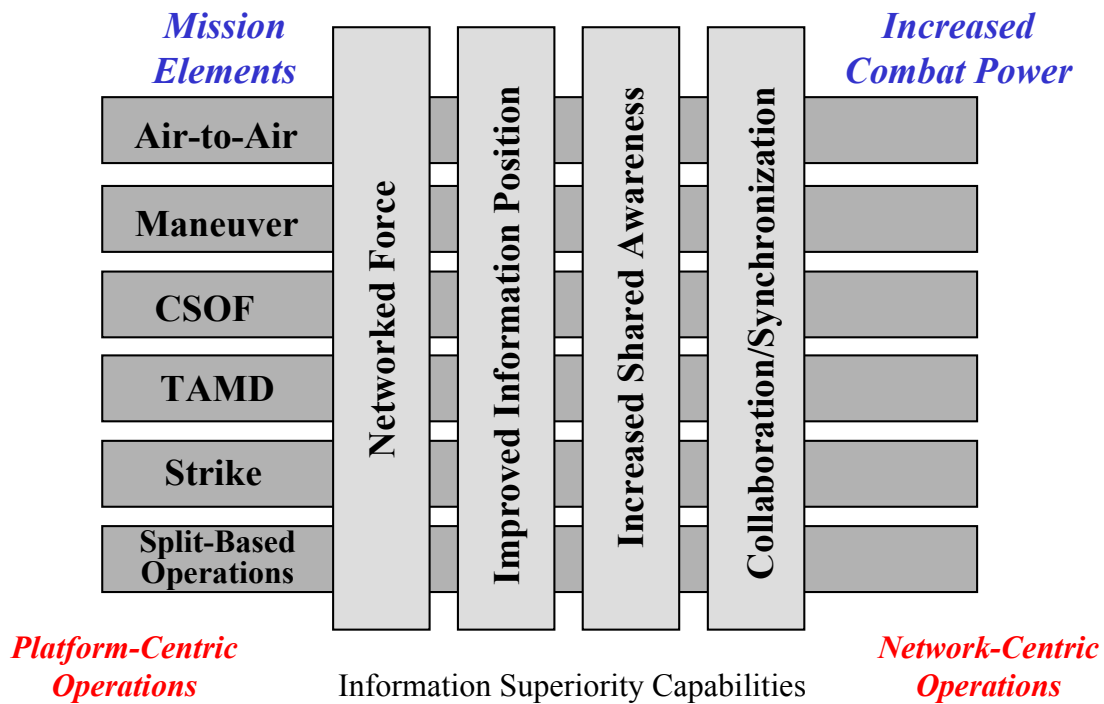 Mission
Elements
Increased
Combat Power
Air-to-Air
Maneuver
CSOF
TAMD
Strike
Split-Based
Operations
Networked Force
Improved Information Position
Increased Shared Awareness
Collaboration/Synchronization
Platform-Centric
Operations
Information Superiority Capabilities
Network-Centric
Operations